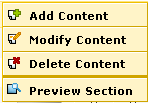 Add Content
Modify Content
Delete Content
Preview Section